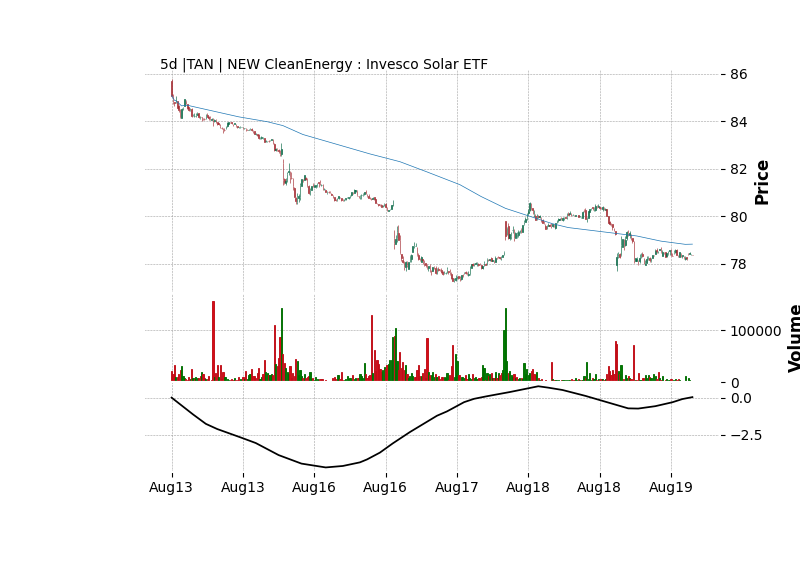 5d |TAN | NEW CleanEnergy : Invesco Solar ETF
86
84
82
80
78
Price
100000
0
Volume
0.0
−2.5
Aug13 Aug13 Aug16 Aug16 Aug17 Aug18 Aug18 Aug19